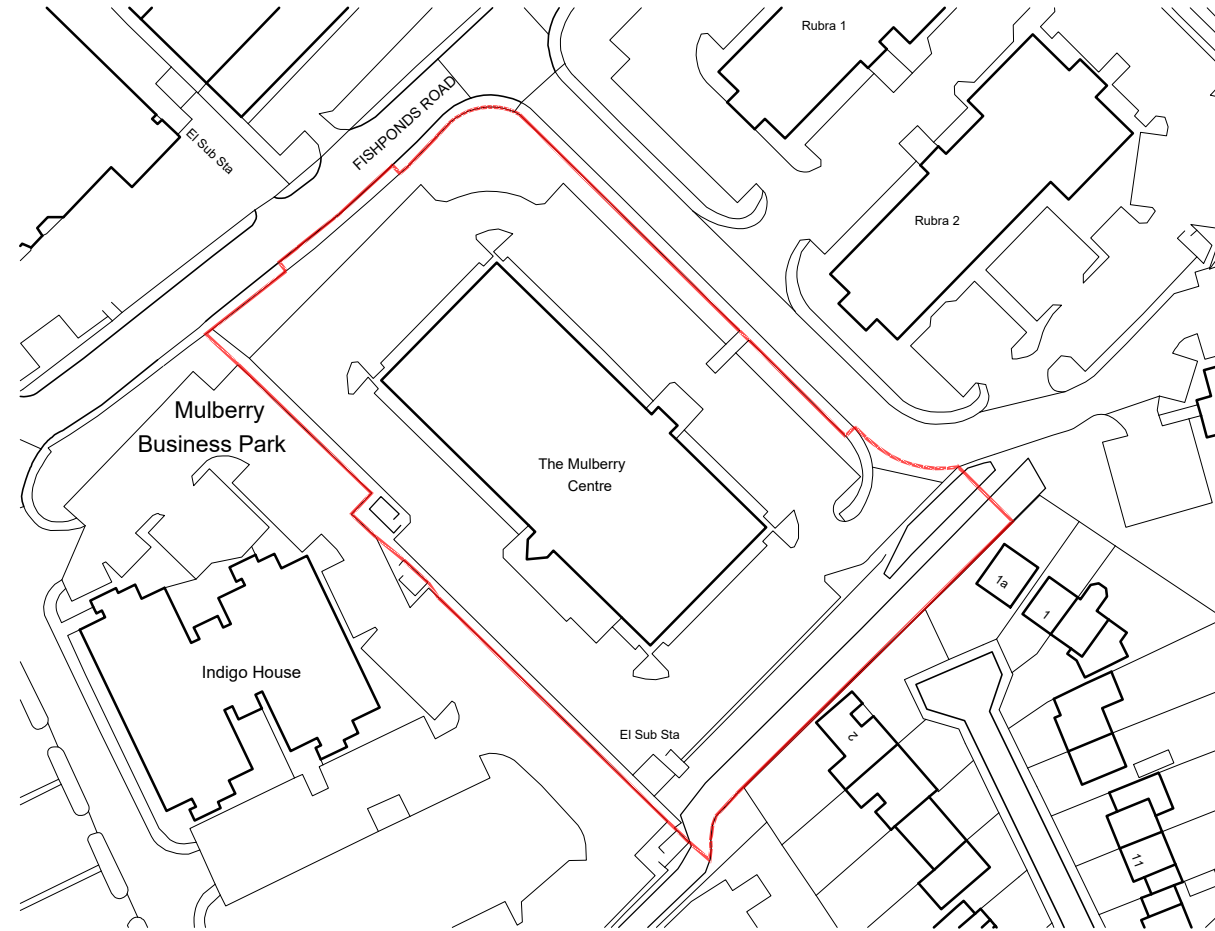 Rubra 1
FISHPONDS ROAD
El Sub Sta
Rubra 2
Mulberry
Business Park
The Mulberry
Centre
1a
1
Indigo House
El Sub Sta
2
11